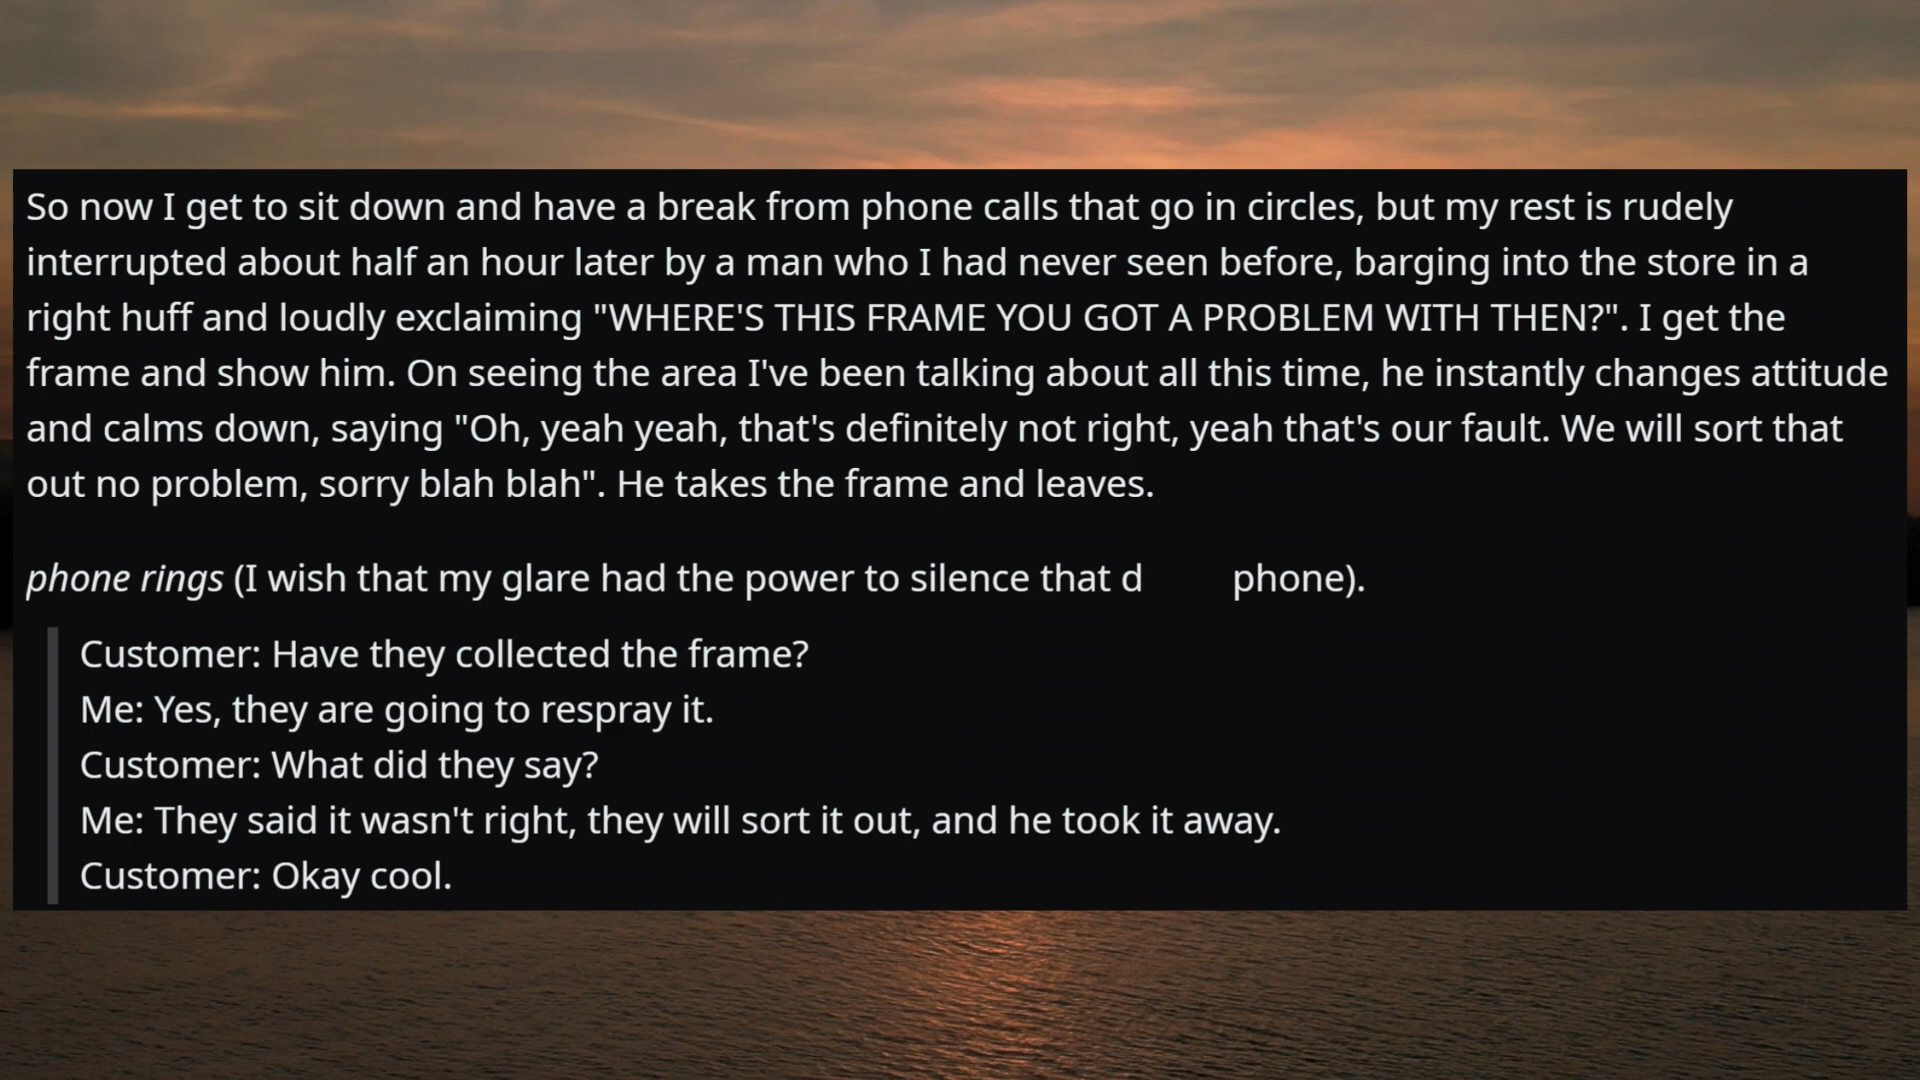 So now I get to sit down and have a break from phone calls that go in circles, but my rest is rudely
interrupted about half an hour later by a man who I had never seen before, barging into the store in a
right huff and loudly exclaiming "WHERE'S THIS FRAME YOU GOT A PROBLEM WITH THEN?". I get the
frame and show him. On seeing the area I've been talking about all this time, he instantly changes attitude
and calms down, saying "Oh, yeah yeah, that's definitely not right, yeah that's our fault. We will sort that
out no problem, sorry blah blah". He takes the frame and leaves.
phone rings (I wish that my glare had the power to silence that d phone).
Customer: Have they collected the frame?
Me: Yes, they are going to respray it.
Customer: What did they say?
Me: They said it wasn't right, they will sort it out, and he took it away.
Customer: Okay cool.